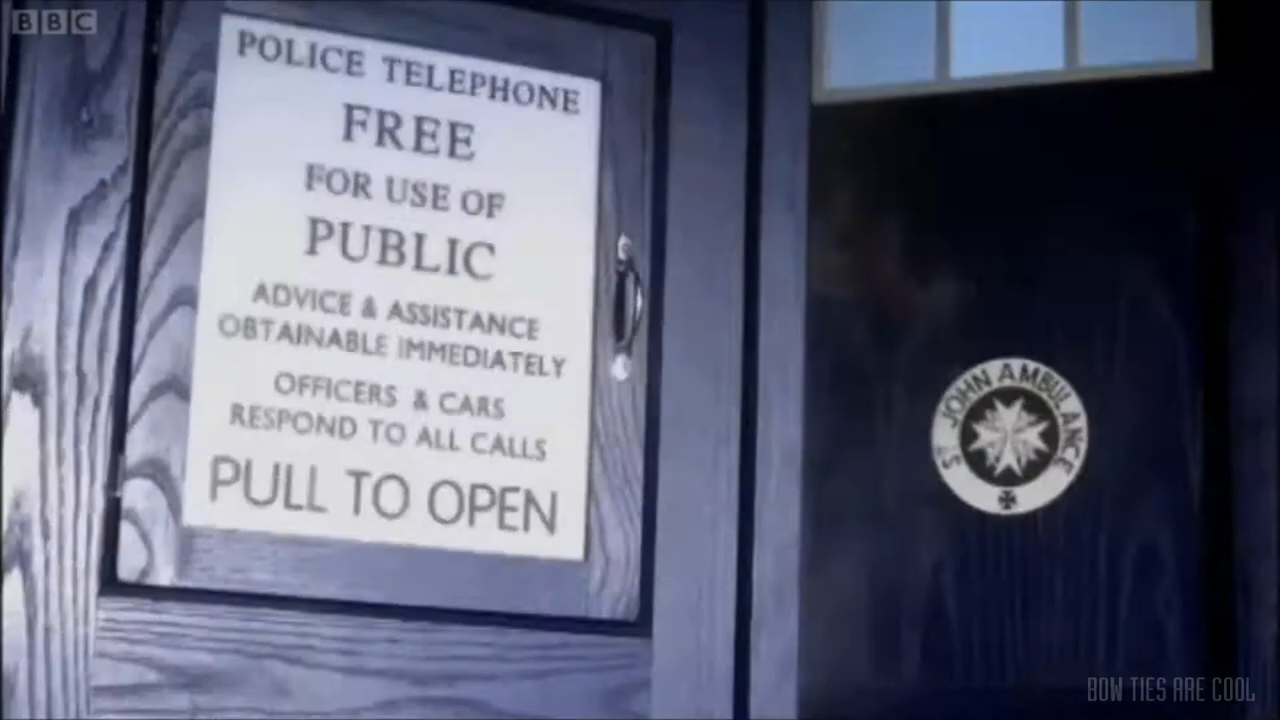 BBC
POLICE TELEPHONE
FREE
FOR USE OF
PUBLIC
ADVICE & ASSISTANCE
OBTAINABLE IMMEDIATELY
OFFICERS & CARS
RESPOND TO ALL CALLS
PULL TO OPEN
ST JOHN AMBULANCE
BOW TIES ARE COOL